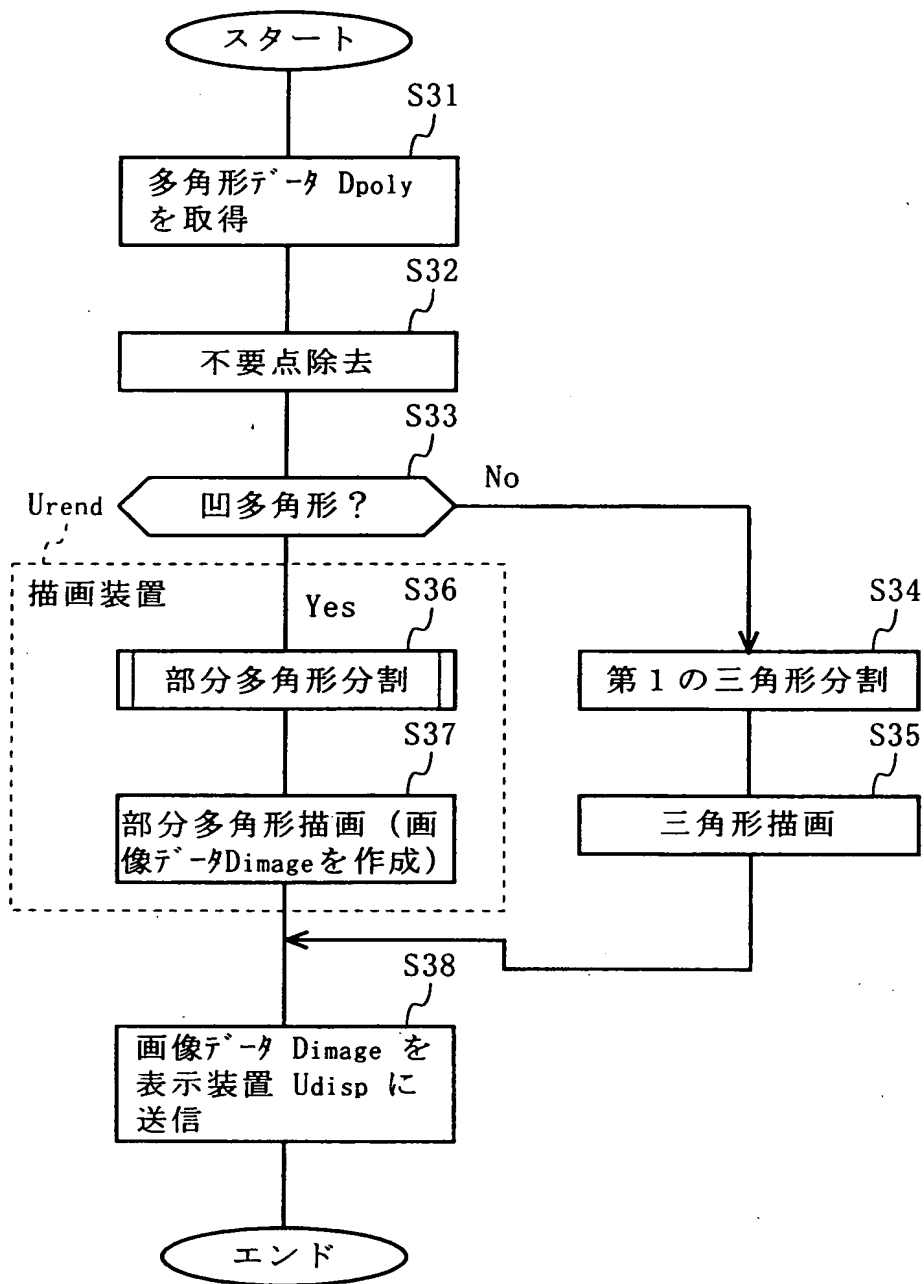 スタート
S31
多角形データ Dpoly
を取得
S32
不要点除去
S33
凹多角形？
No
Urend
描画装置
Yes
S36
部分多角形分割
S34
第１の三角形分割
S37
部分多角形描画（画
像データDimageを作成）
S35
三角形描画
S38
画像データ Dimage を
表示装置 Udisp に
送信
エンド